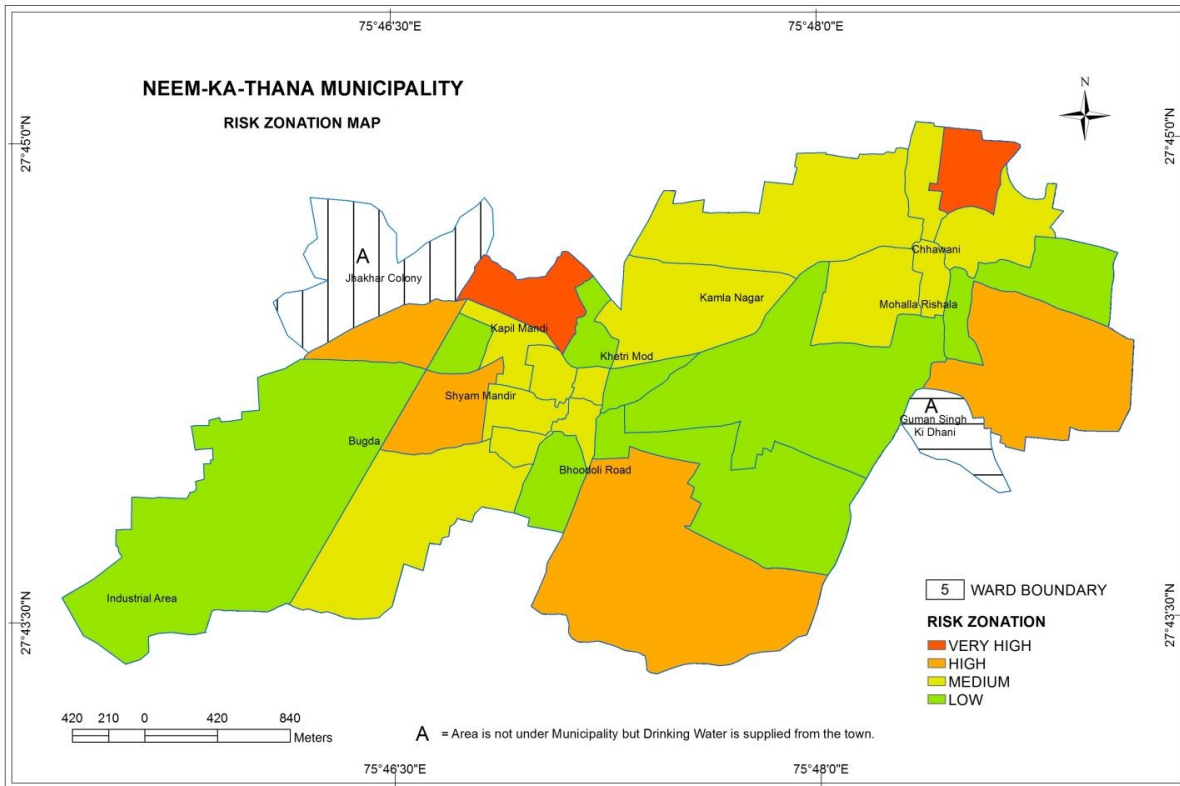 75°46'30"E
75°48'0"E
NEEM-KA-THANA MUNICIPALITY
RISK ZONATION MAP
N
27°45'0"N
27°45'0"N
A
Jhakhar Colony
Chhawani
Kamla Nagar
Mohalla Rishala
Kapil Mandi
Khetri Mod
Shyam Mandir
A
Guman Singh
Ki Dhani
Bugda
Bhoodoli Road
Industrial Area
5 WARD BOUNDARY
RISK ZONATION
VERY HIGH
HIGH
MEDIUM
LOW
27°43'30"N
27°43'30"N
420 210 0 420 840
Meters
A = Area is not under Municipality but Drinking Water is supplied from the town.
75°46'30"E
75°48'0"E